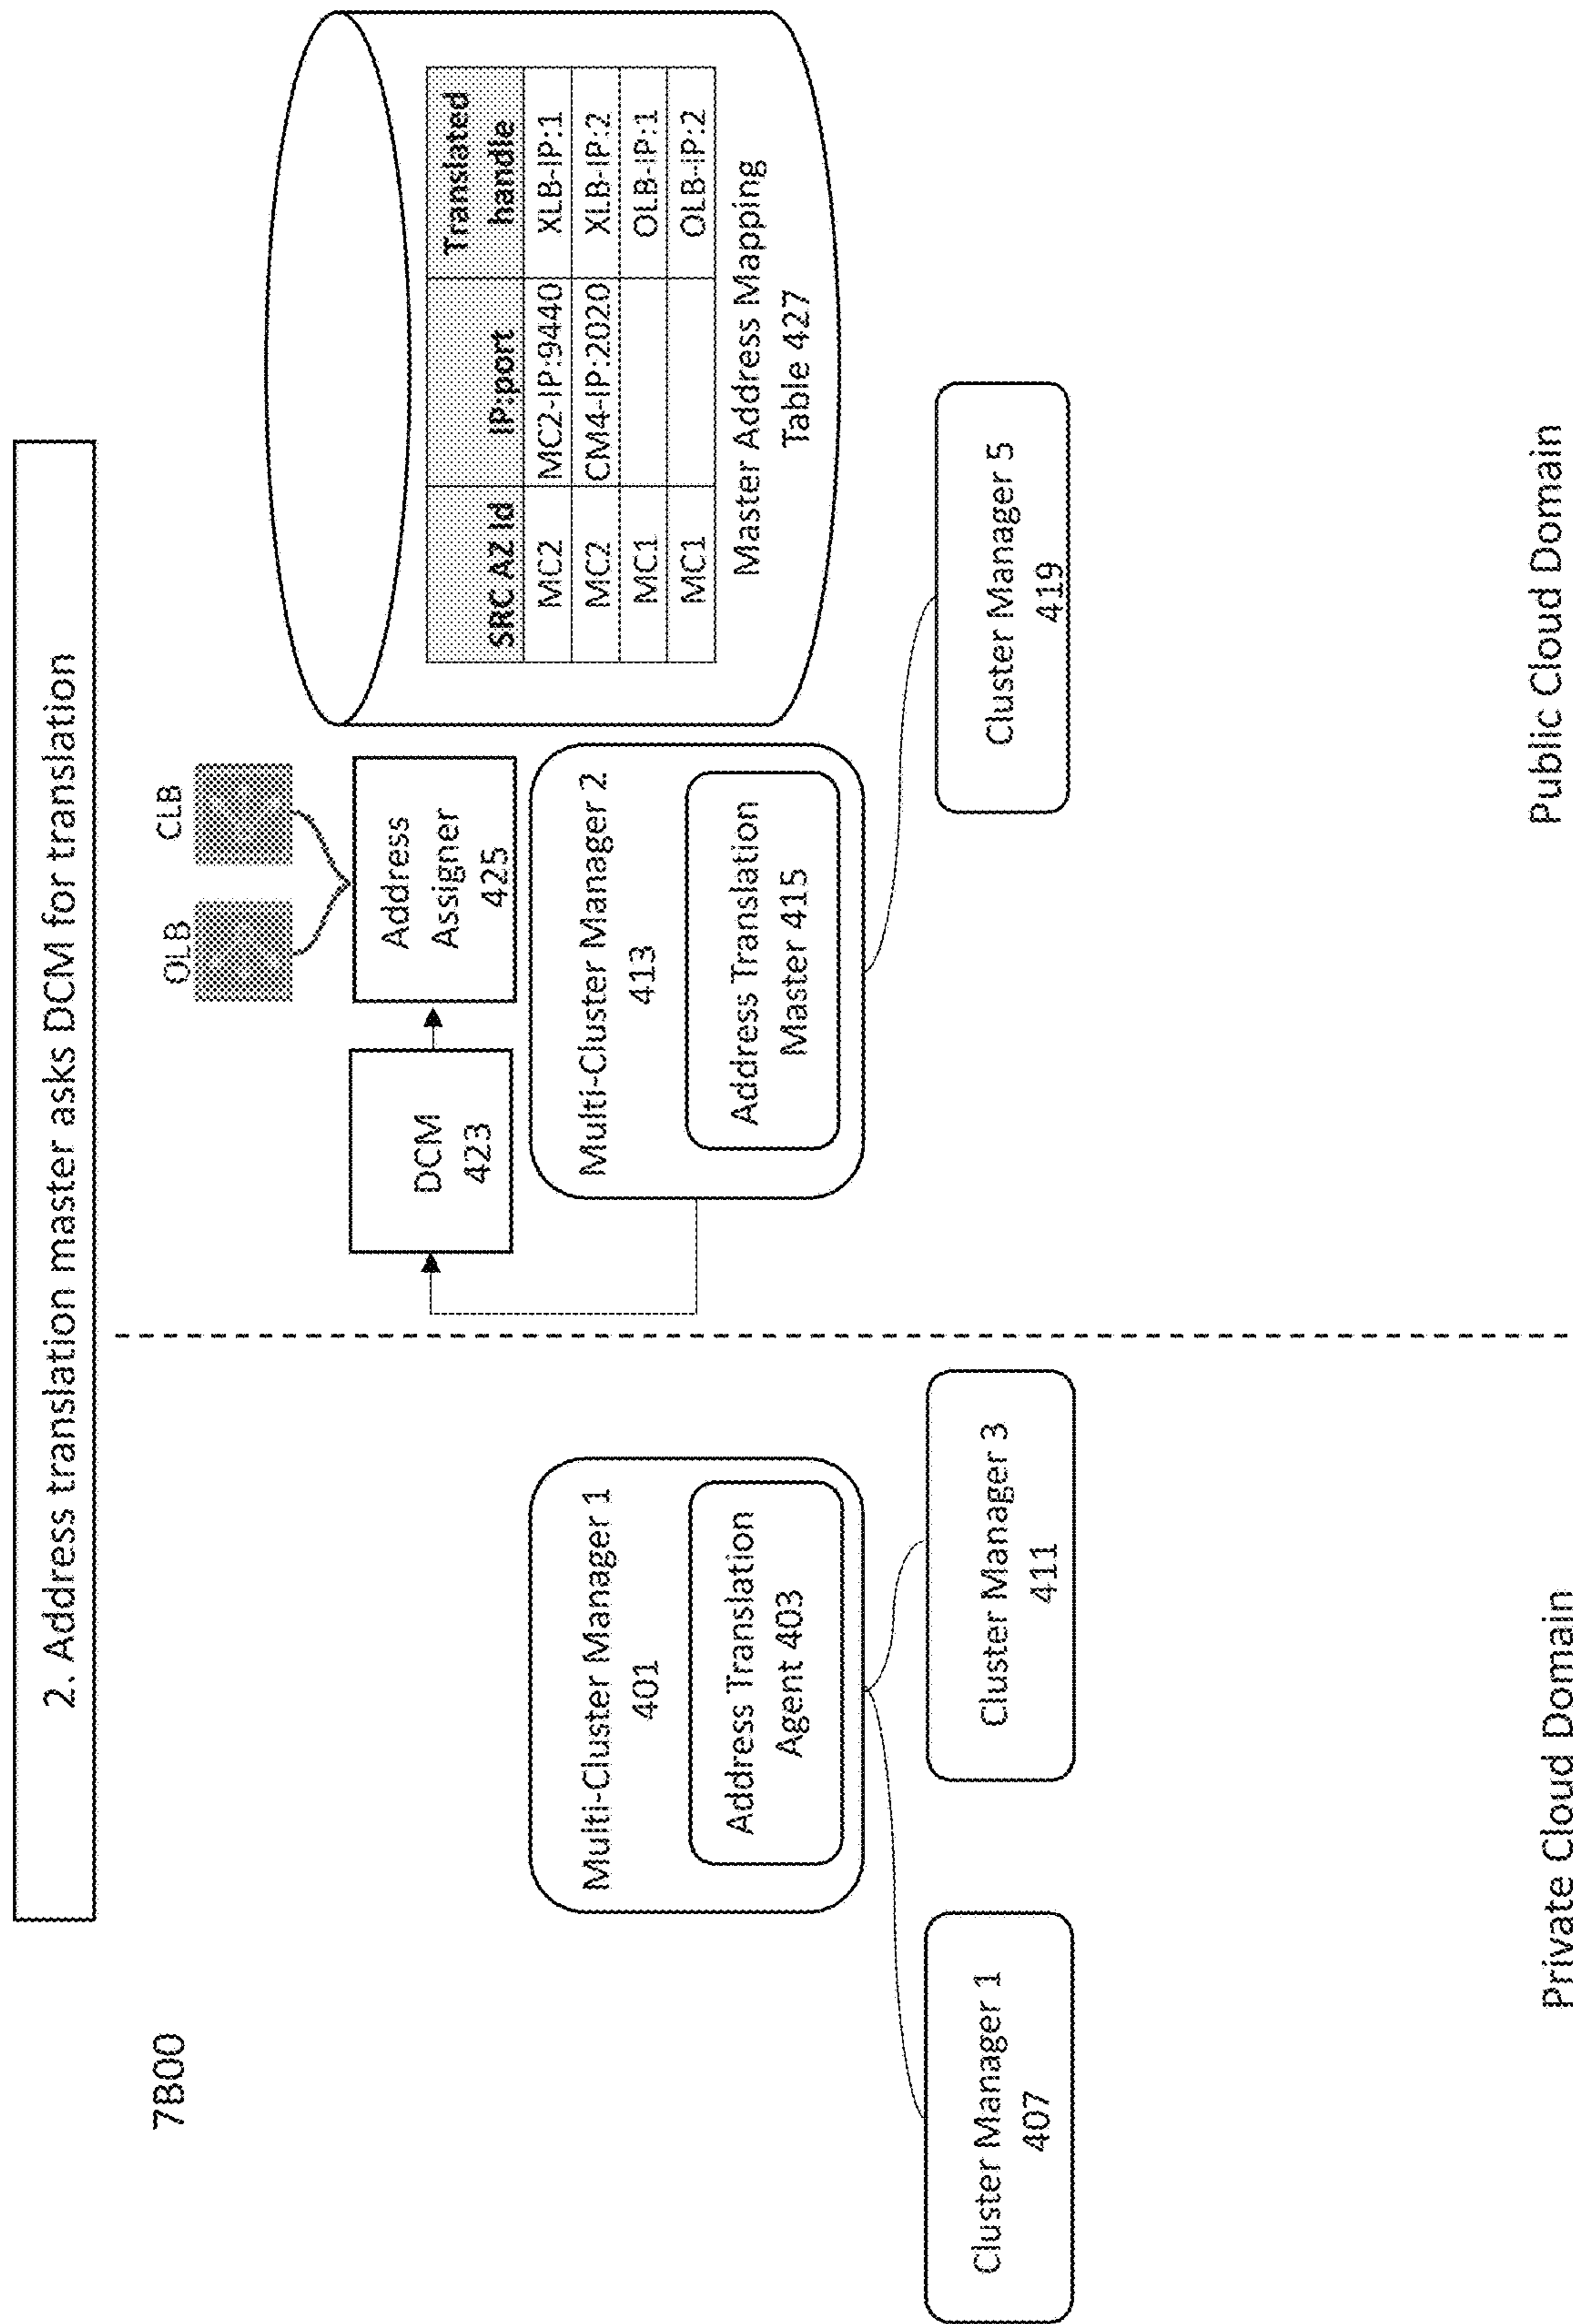 2. Address translation master asks DCM for translation
7B00
OLB
CLB
DCM
423
Address
Assigner
425
Multi-Cluster Manager 1
401
Address Translation
Agent 403
Multi-Cluster Manager 2
413
Address Translation
Master 415
SRC AZ Id IP:port Translated
handle
MC2 MC2-IP:9440 XLB-IP:1
MC2 CM4-IP:2020 XLB-IP:2
MC1 OLB-IP:1
MC1 OLB-IP:2
Master Address Mapping
Table 427
Cluster Manager 1
407
Cluster Manager 3
411
Cluster Manager 5
419
Private Cloud Domain
Public Cloud Domain